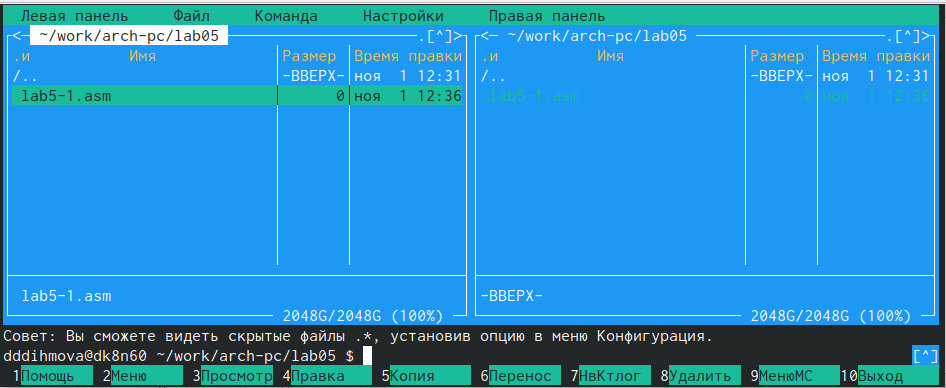 Левая панель Файл Команда Настройки Правая панель
<- ~/work/arch-pc/lab05 .[^]> <- ~/work/arch-pc/lab05 .[^]>
.и Имя Размер Время правки .и Имя Размер Время правки
/.. -ВВЕРХ- ноя 1 12:31 /.. -ВВЕРХ- ноя 1 12:31
lab5-1.asm 0 ноя 1 12:36 lab5-1.asm 0 ноя 1 12:36
lab5-1.asm -ВВЕРХ-
2048G/2048G (100%) 2048G/2048G (100%)
Совет: Вы сможете видеть скрытые файлы .*, установив опцию в меню Конфигурация.
dddihmova@dk8n60 ~/work/arch-pc/lab05 $ [^]
1Помощь 2Меню 3Просмотр 4Правка 5Копия 6Перенос 7НвКтлог 8Удалить 9МенюМС 10Выход